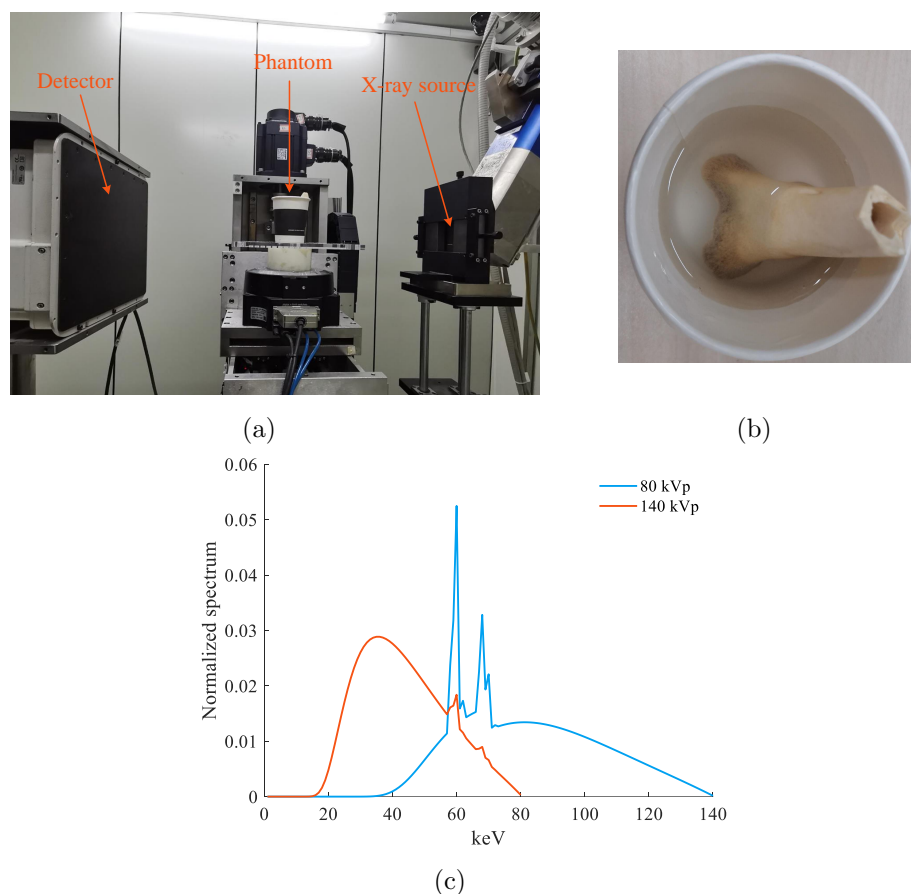 Detector
Phantom
X-ray source
(a)
(b)
0.06
0.05
0.04
0.03
0.02
0.01
0
Normalized spectrum
80 kVp
140 kVp
0 20 40 60 80 100 120 140
keV
(c)